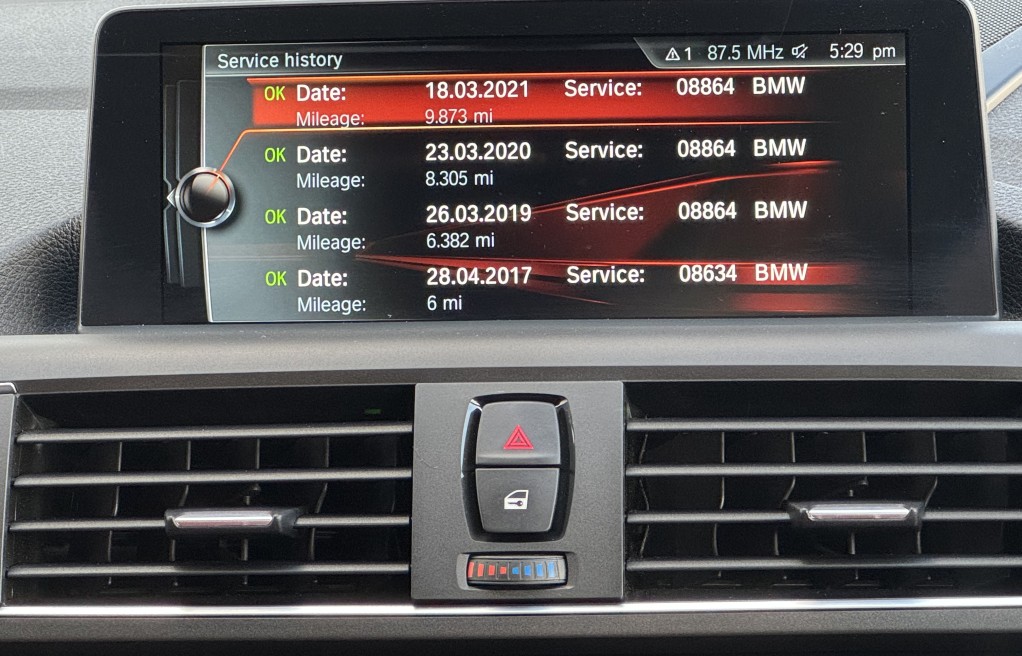 Service history 1 87.5 MHz 5:29 pm
OK Date: 18.03.2021 Service: 08864 BMW
Mileage: 9.873 mi
OK Date: 23.03.2020 Service: 08864 BMW
Mileage: 8.305 mi
OK Date: 26.03.2019 Service: 08864 BMW
Mileage: 6.382 mi
OK Date: 28.04.2017 Service: 08634 BMW
Mileage: 6 mi